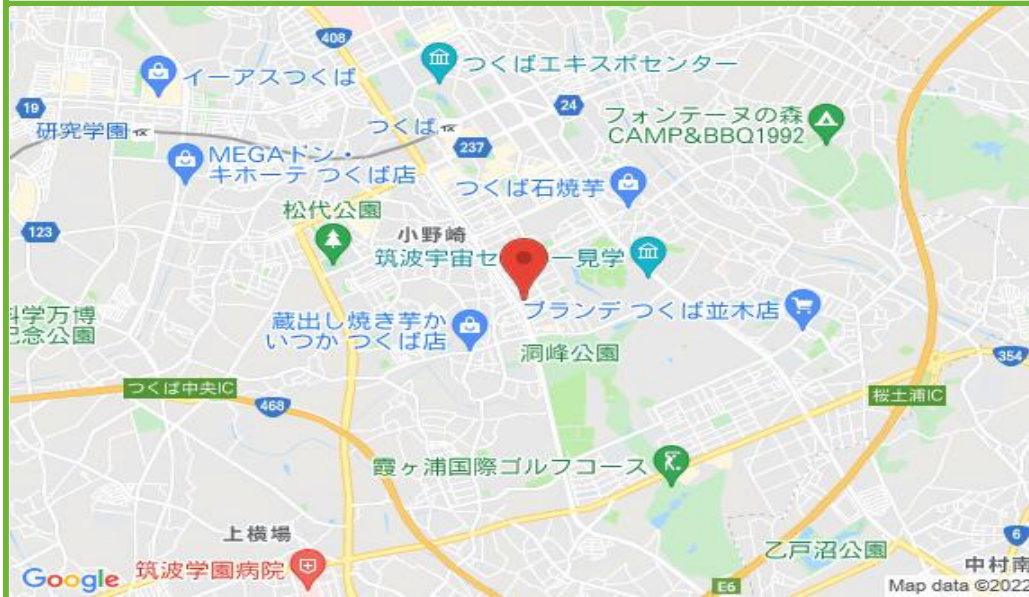 408
つくばエキスポセンター
イーアスつくば
19
24
フォンテーヌの森
CAMP&BBQ1992
研究学園
つくば
237
MEGAドン・
キホーテ つくば店
つくば石焼芋
松代公園
123
小野崎
筑波宇宙セ
ー見学
科学万博
記念公園
蔵出し焼き芋か
いつか つくば店
ブランデ つくば並木店
洞峰公園
354
つくば中央IC
468
桜土浦IC
霞ヶ浦国際ゴルフコース
上横場
6
乙戸沼公園
中村南
Google
筑波学園病院
E6
Map data ©2022